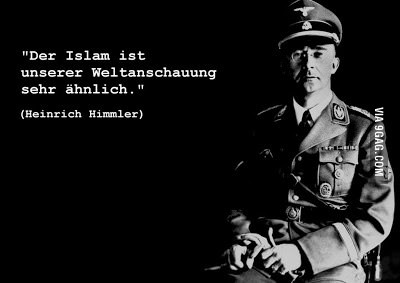 "Der Islam ist
unserer Weltanschauung
sehr ähnlich."
(Heinrich Himmler)
VIA 9GAG.COM